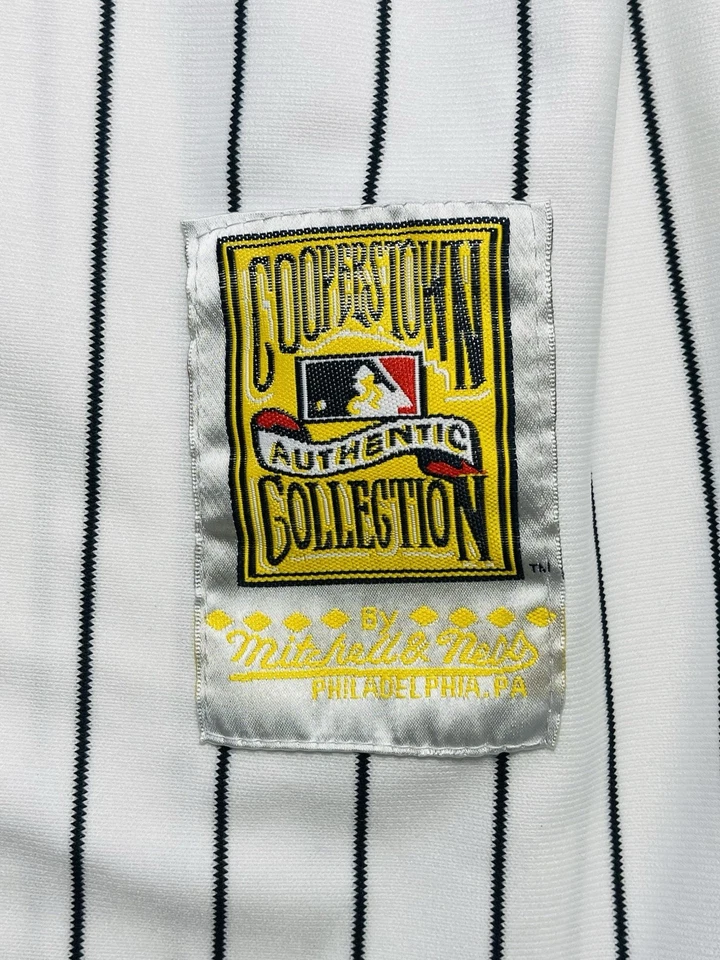 COOPERSTOWN
AUTHENTIC
COLLECTION
TM
By
Mitchell & Ness
PHILADELPHIA, PA